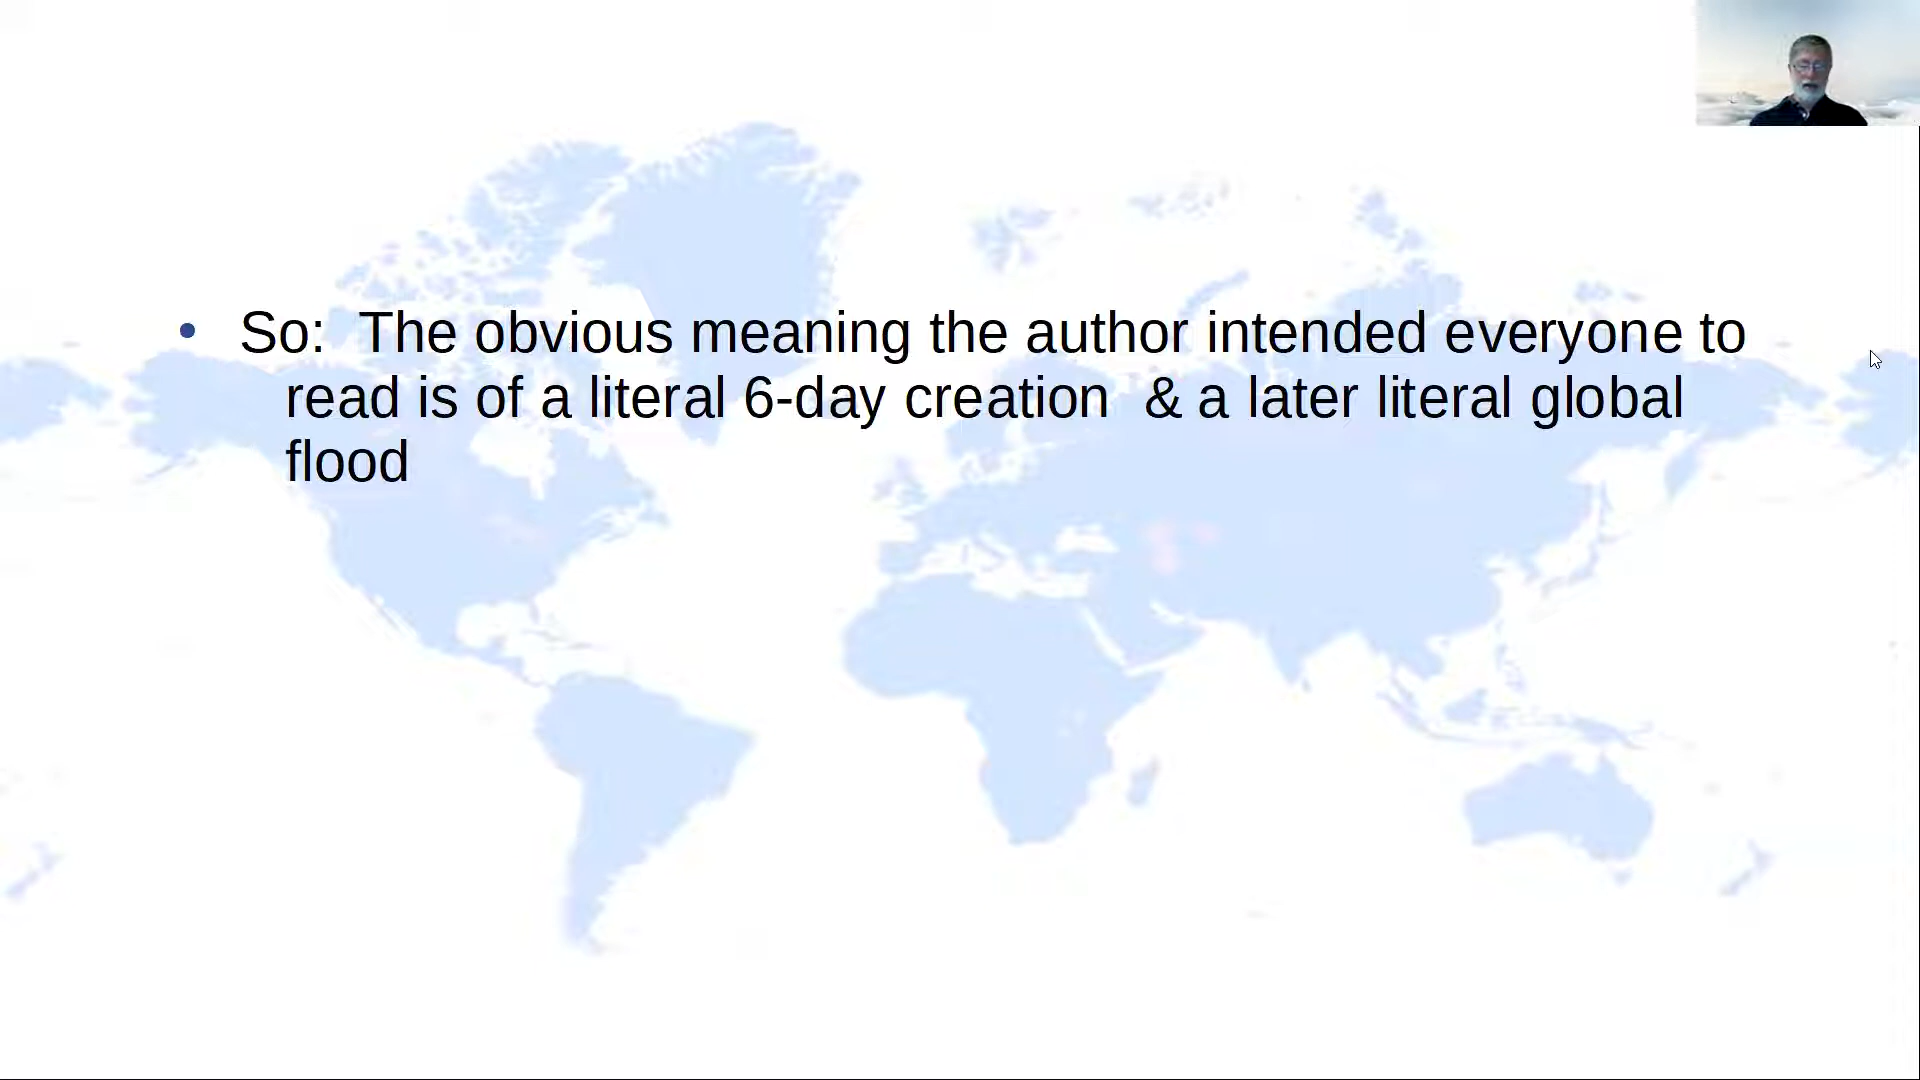 • So:  The obvious meaning the author intended everyone to
read is of a literal 6-day creation  & a later literal global
flood